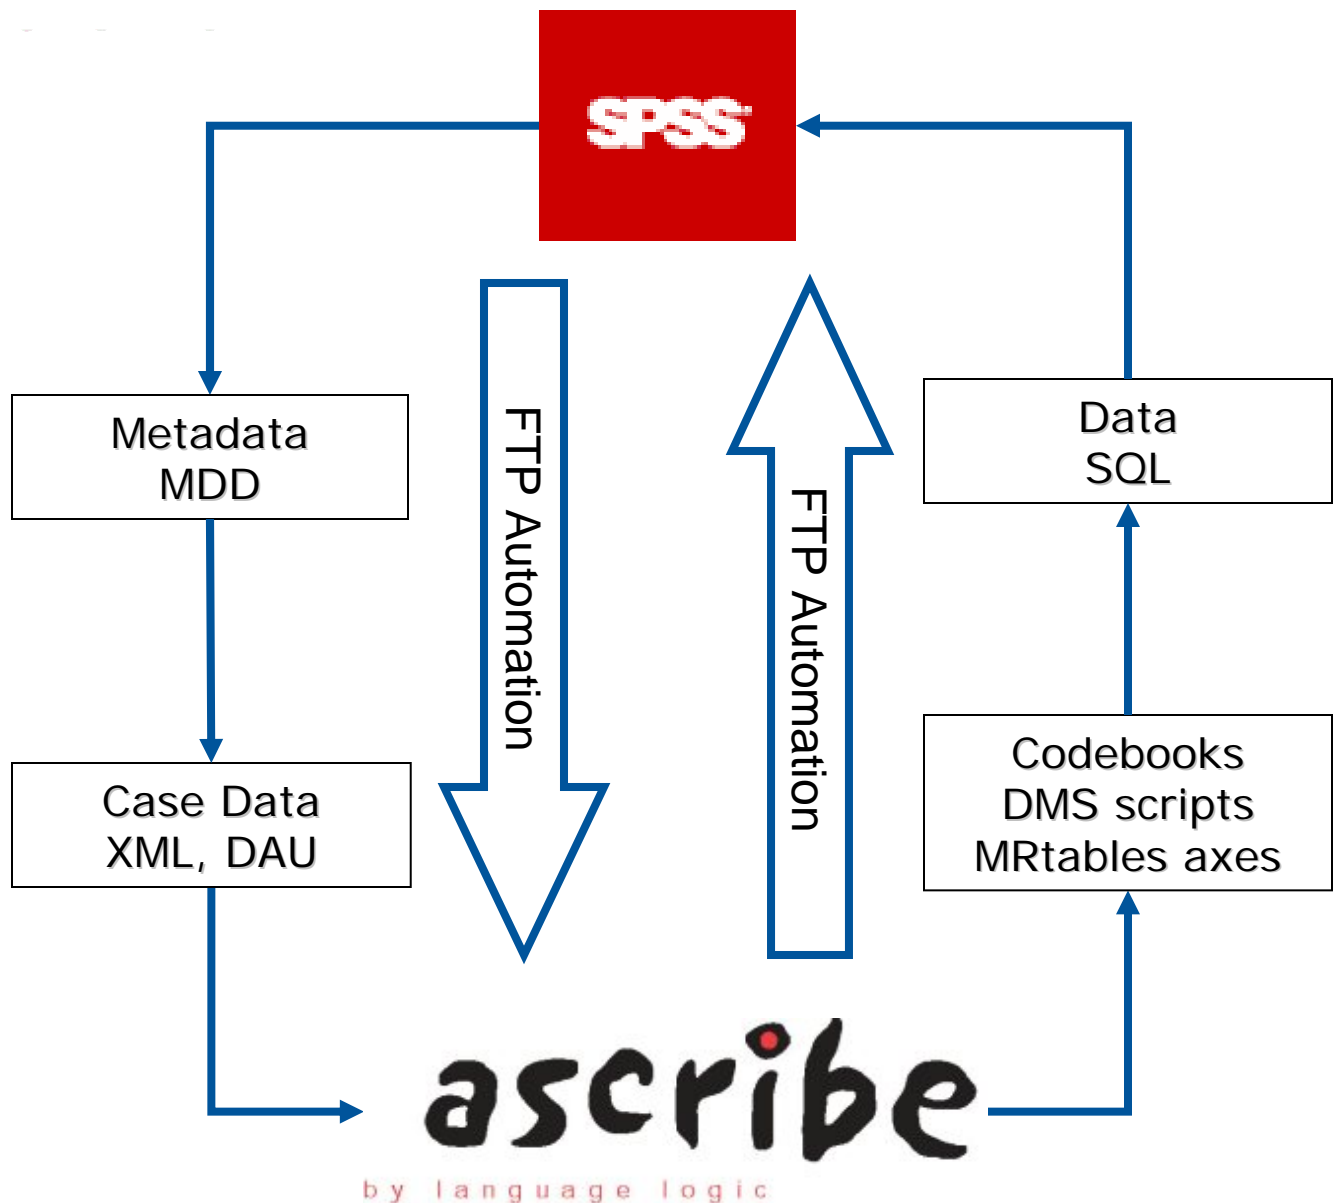 SPSS
Metadata
MDD
FTP Automation
FTP Automation
Data
SQL
Case Data
XML, DAU
Codebooks
DMS scripts
MRtables axes
ascribe
by language logic